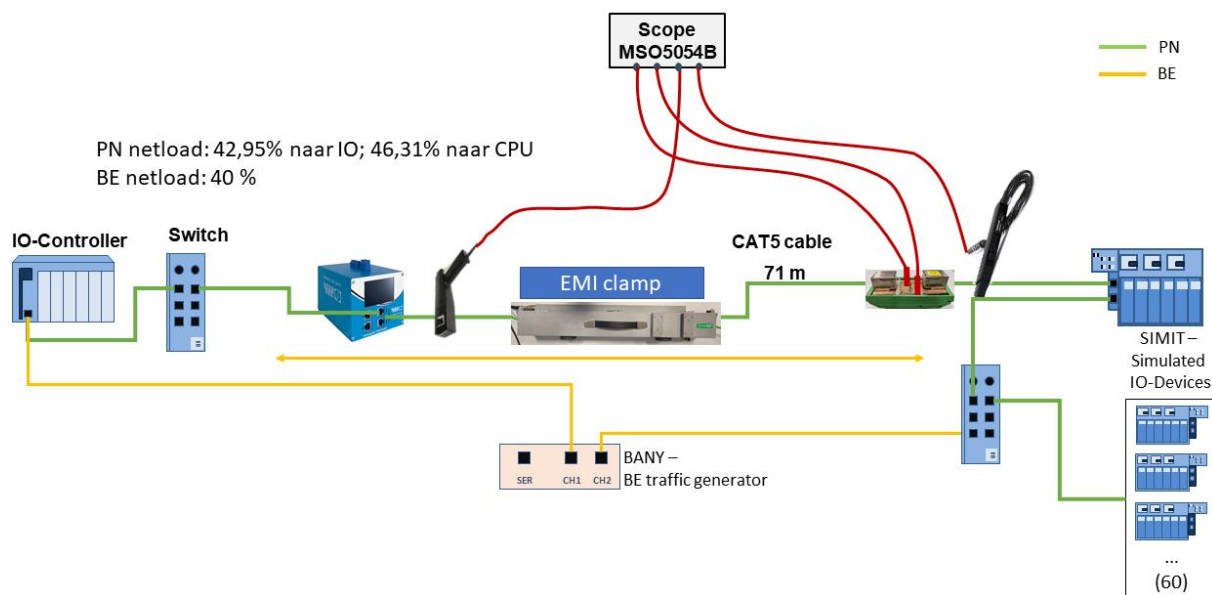 Scope
MSO5054B
PN
BE
PN netload: 42,95% naar IO; 46,31% naar CPU
BE netload: 40 %
IO-Controller
Switch
EMI clamp
CAT5 cable
71 m
SIMIT –
Simulated
IO-Devices
BANY –
BE traffic generator
SER
CH1
CH2
...
(60)